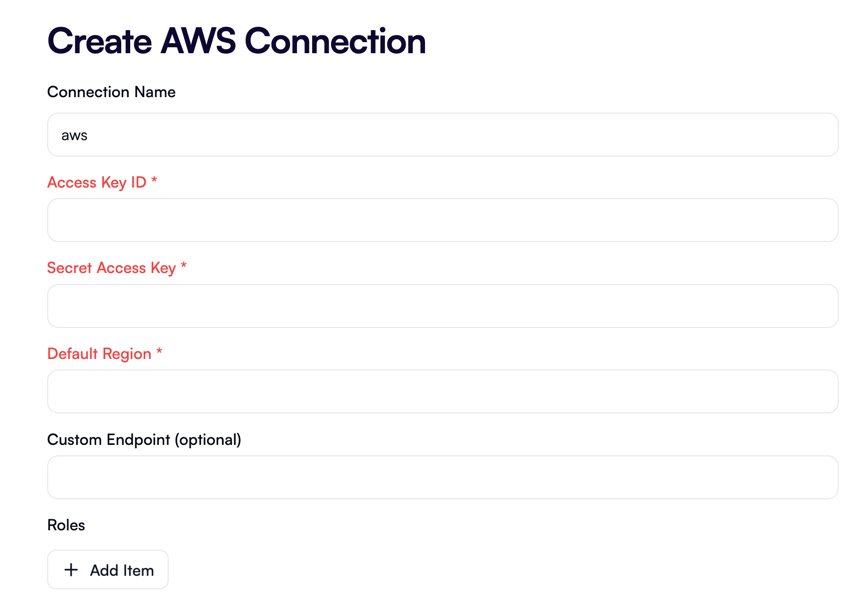 Create AWS Connection
Connection Name
aws
Access Key ID *
Secret Access Key *
Default Region *
Custom Endpoint (optional)
Roles
+ Add Item